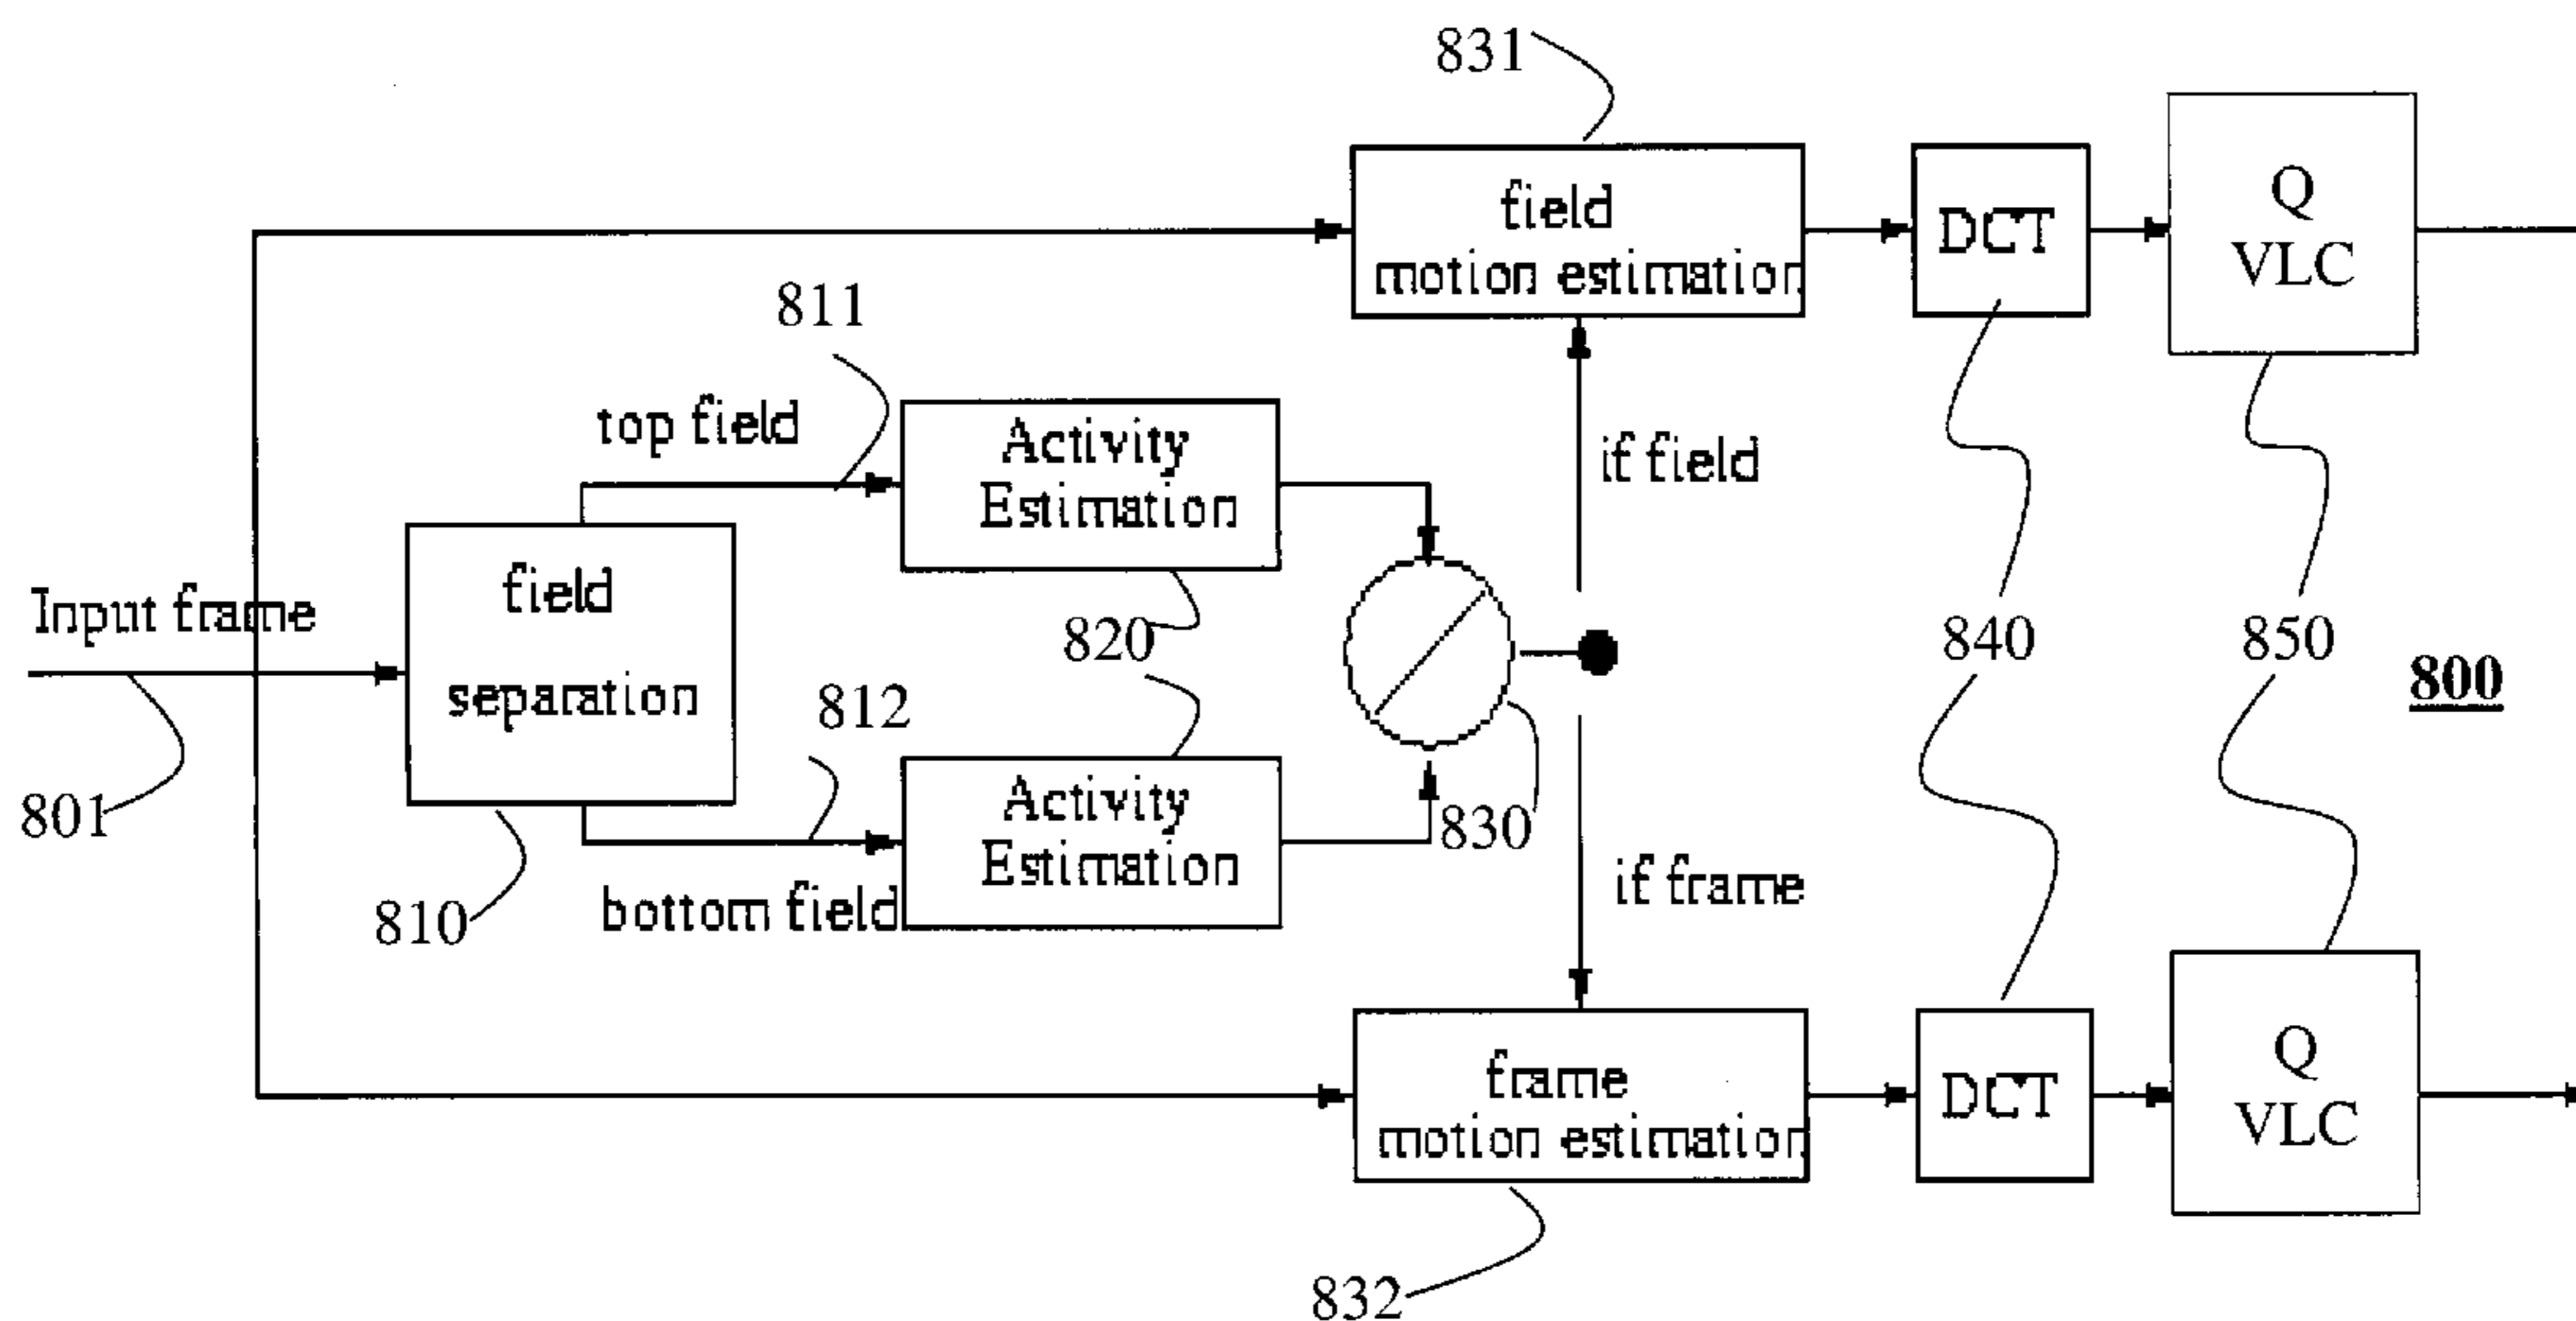 831
field
motion estimation
DCT
Q
VLC
811
top field
Activity
Estimation
if field
Input frame
field
separation
820
840
850
800
801
810
812
830
bottom field
Activity
Estimation
if frame
frame
motion estimation
DCT
Q
VLC
832